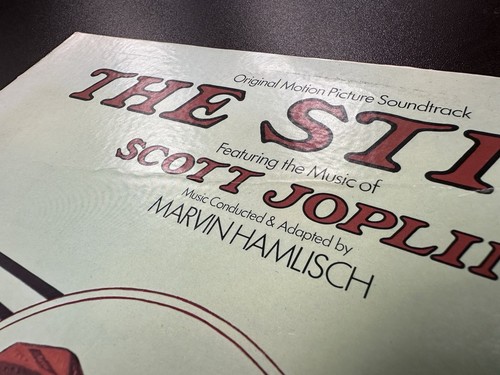 Original Motion Picture Soundtrack
THE STI
Featuring the Music of
SCOTT JOPLI
Music Conducted & Adapted by
MARVIN HAMLISCH